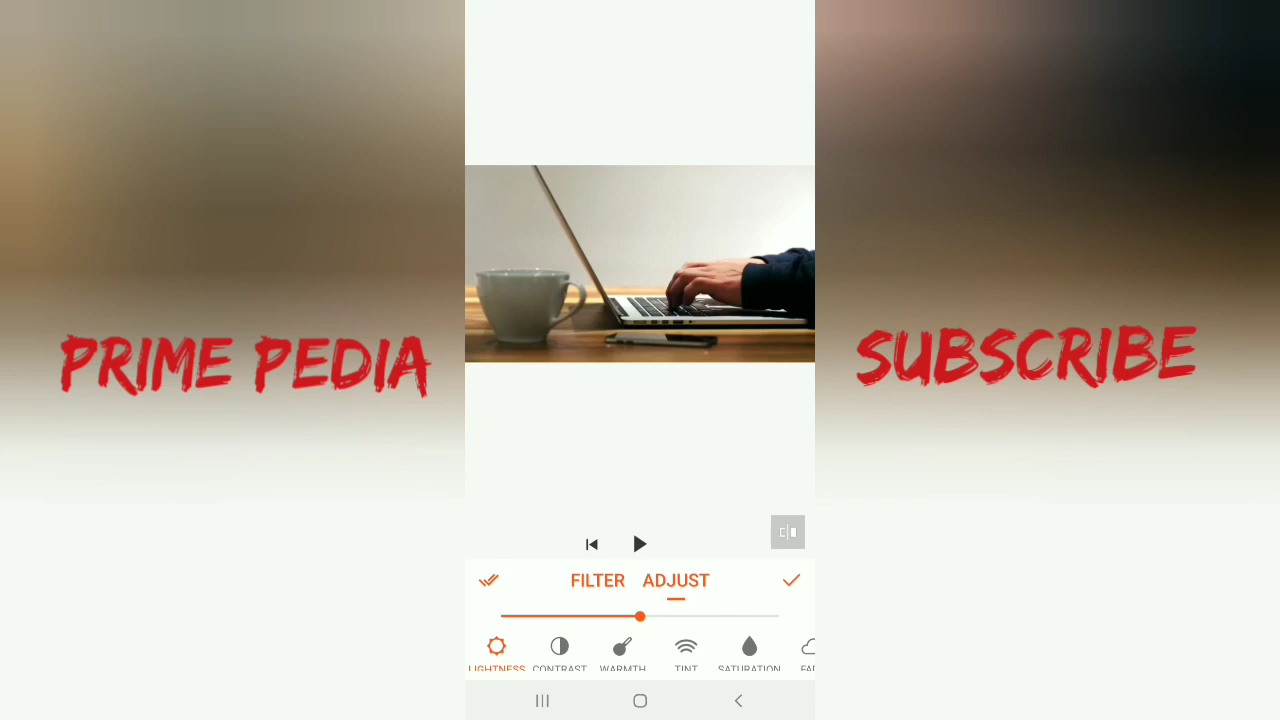 PRIME PEDIA
SUBSCRIBE
FILTER ADJUST
LIGHTNESS CONTRAST WARMTH TINT SATURATION